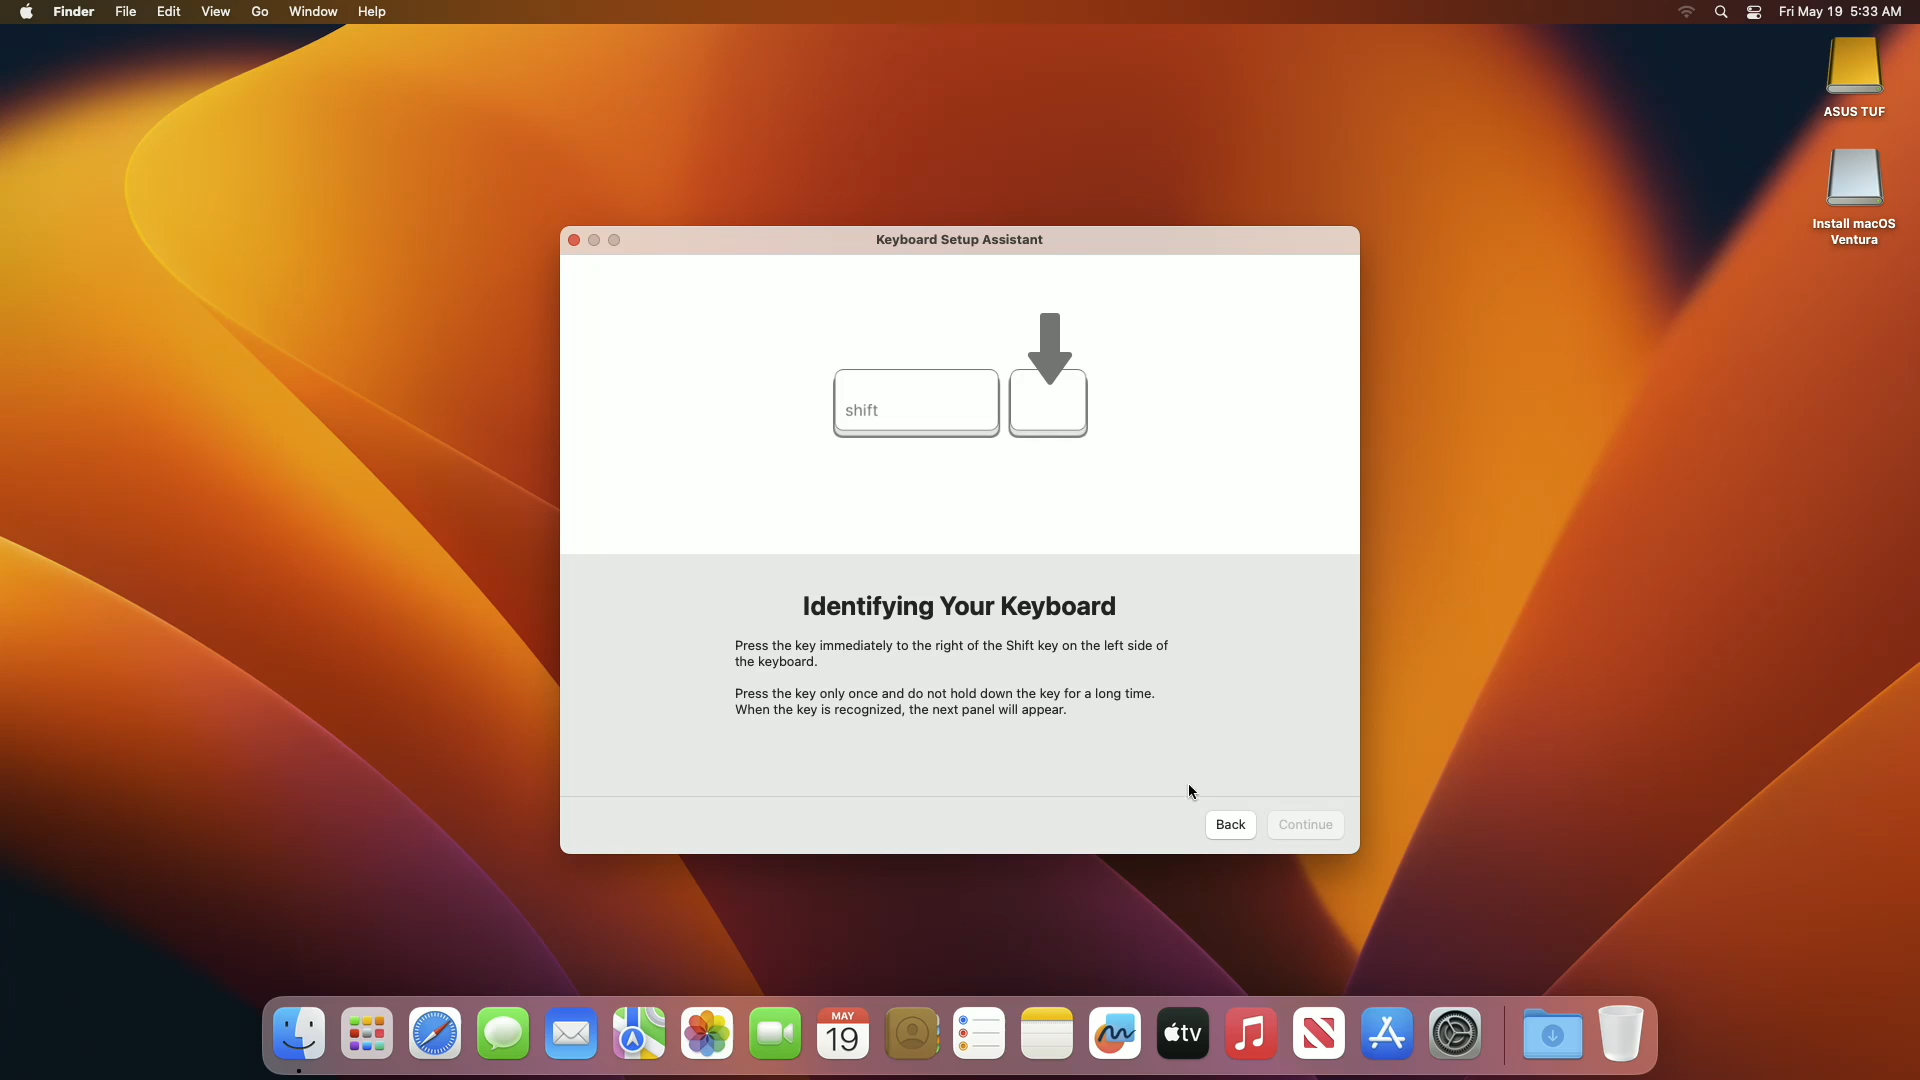 Finder File Edit View Go Window Help Fri May 19 5:33 AM
ASUS TUF
Install macOS
Ventura
Keyboard Setup Assistant
shift
Identifying Your Keyboard
Press the key immediately to the right of the Shift key on the left side of
the keyboard.
Press the key only once and do not hold down the key for a long time.
When the key is recognized, the next panel will appear.
Back Continue
MAY
19
tv